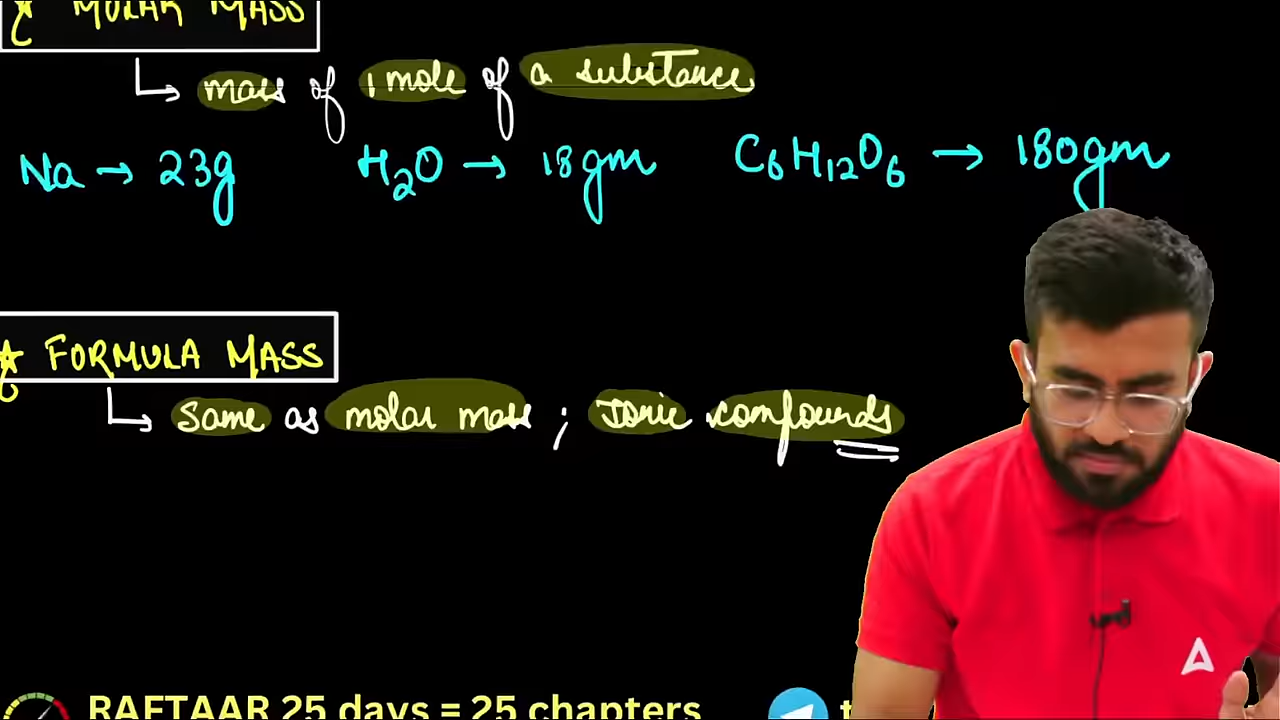 MOLAR MASS
↳ mass of 1 mole of a substance
Na → 23g H₂O → 18gm C₆H₁₂O₆ → 180gm
★ FORMULA MASS
↳ Same as molar mass ; Ionic compounds
RAFTAAR 25 days = 25 chapters